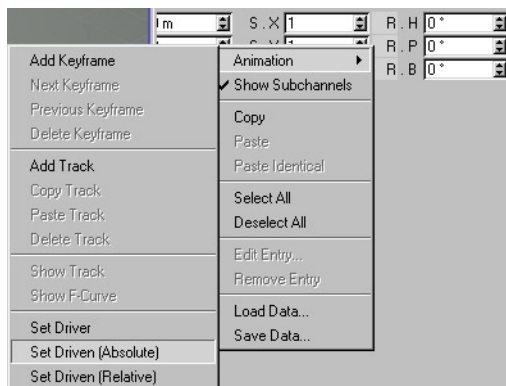 m S . X 1 R . H 0 °
R . P 0 °
R . B 0 °
Add Keyframe
Next Keyframe
Previous Keyframe
Delete Keyframe
Add Track
Copy Track
Paste Track
Delete Track
Show Track
Show F-Curve
Set Driver
Set Driven (Absolute)
Set Driven (Relative)
Animation
Show Subchannels
Copy
Paste
Paste Identical
Select All
Deselect All
Edit Entry...
Remove Entry
Load Data...
Save Data...